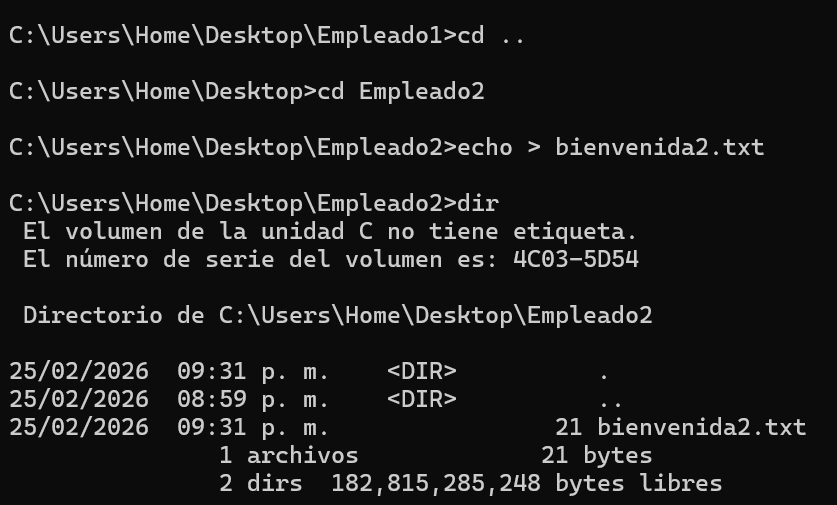 C:\Users\Home\Desktop\Empleado1>cd ..
C:\Users\Home\Desktop>cd Empleado2
C:\Users\Home\Desktop\Empleado2>echo > bienvenida2.txt
C:\Users\Home\Desktop\Empleado2>dir
El volumen de la unidad C no tiene etiqueta.
El número de serie del volumen es: 4C03-5D54
Directorio de C:\Users\Home\Desktop\Empleado2
25/02/2026  09:31 p. m.    <DIR>          .
25/02/2026  08:59 p. m.    <DIR>          ..
25/02/2026  09:31 p. m.                21 bienvenida2.txt
1 archivos             21 bytes
2 dirs  182,815,285,248 bytes libres